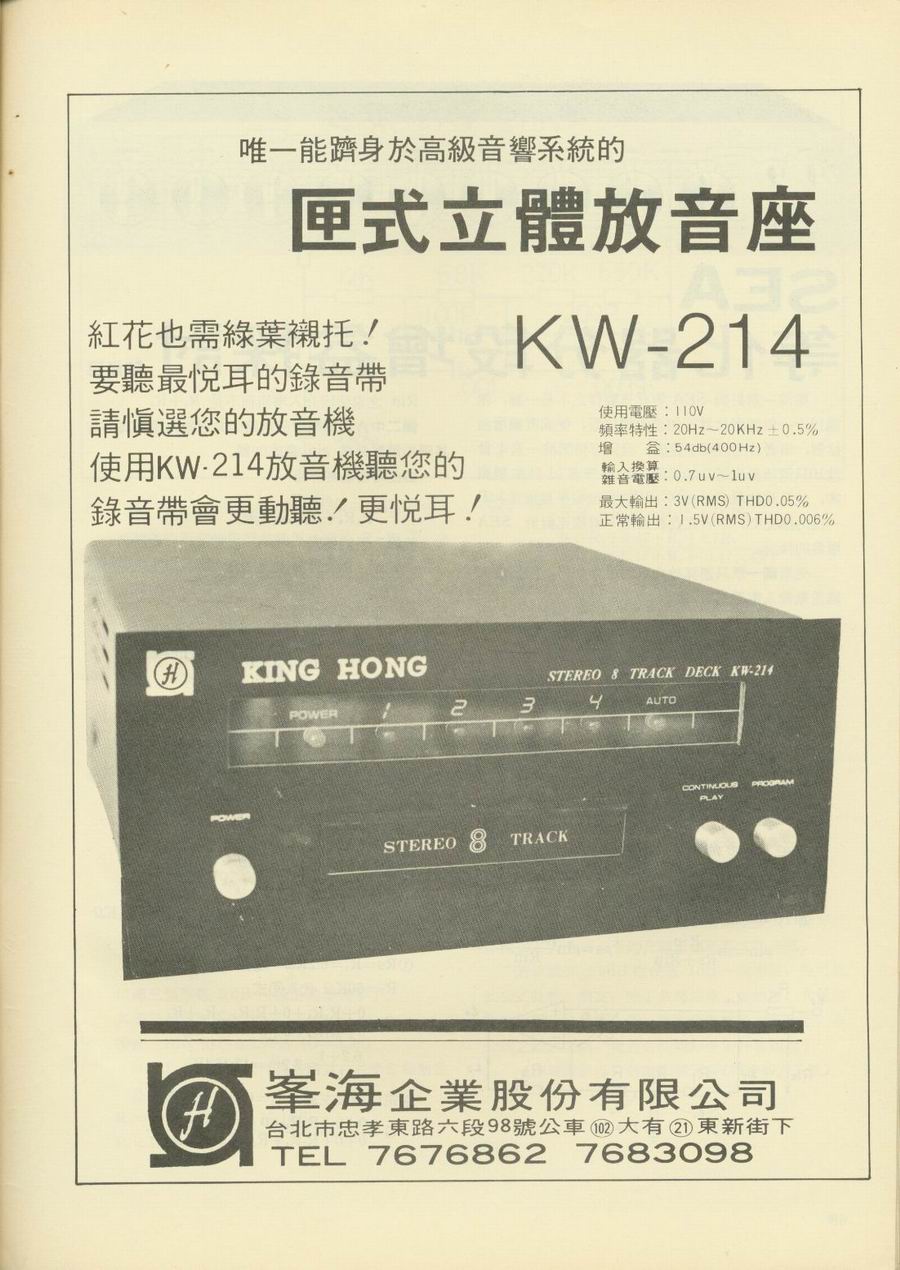 唯一能躋身於高級音響系統的
匣式立體放音座
KW-214
紅花也需綠葉襯托！
要聽最悅耳的錄音帶
請慎選您的放音機
使用KW·214放音機聽您的
錄音帶會更動聽！更悅耳！
使用電壓：110V
頻率特性：20Hz～20KHz±0.5%
增　益：54db(400Hz)
輸入換算
雜音電壓：0.7uv～1uv
最大輸出：3V(RMS) THD0.05%
正常輸出：1.5V(RMS)THD0.006%
H KING HONG
STEREO 8 TRACK DECK KW-214
POWER 1 2 3 4 AUTO
CONTINUOUS PLAY PROGRAM
POWER
STEREO 8 TRACK
H
峯海企業股份有限公司
台北市忠孝東路六段98號公車(102)大有(21)東新街下
TEL 7676862 7683098